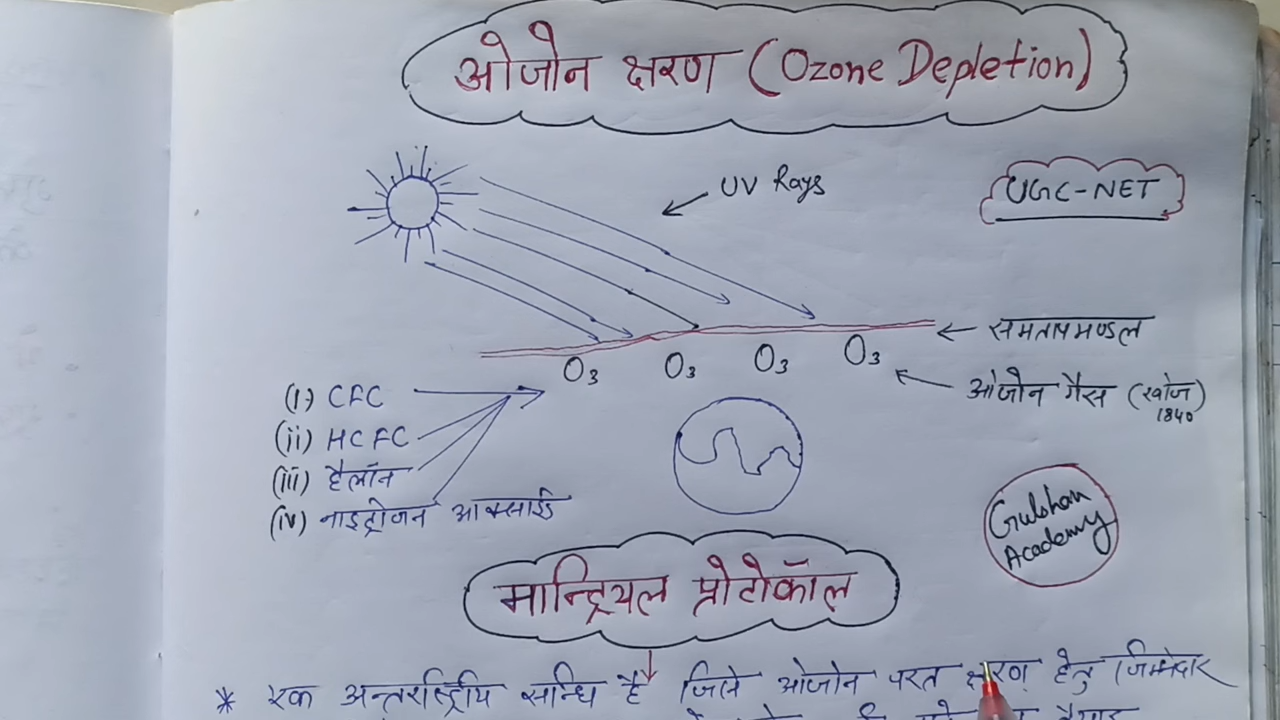 ओजोन क्षरण (Ozone Depletion)
UV Rays
UGC-NET
समतापमण्डल
O3 O3 O3 O3
ओजोन गैस (खोज)
1840
(i) CFC
(ii) HCFC
(iii) हैलॉन
(iv) नाइट्रोजन आक्साईड
Gulshan
Academy
मान्ट्रियल प्रोटोकॉल
* एक अन्तराष्ट्रिय सन्धि है जिसे ओजोन परत क्षरण हेतु जिम्मेदार